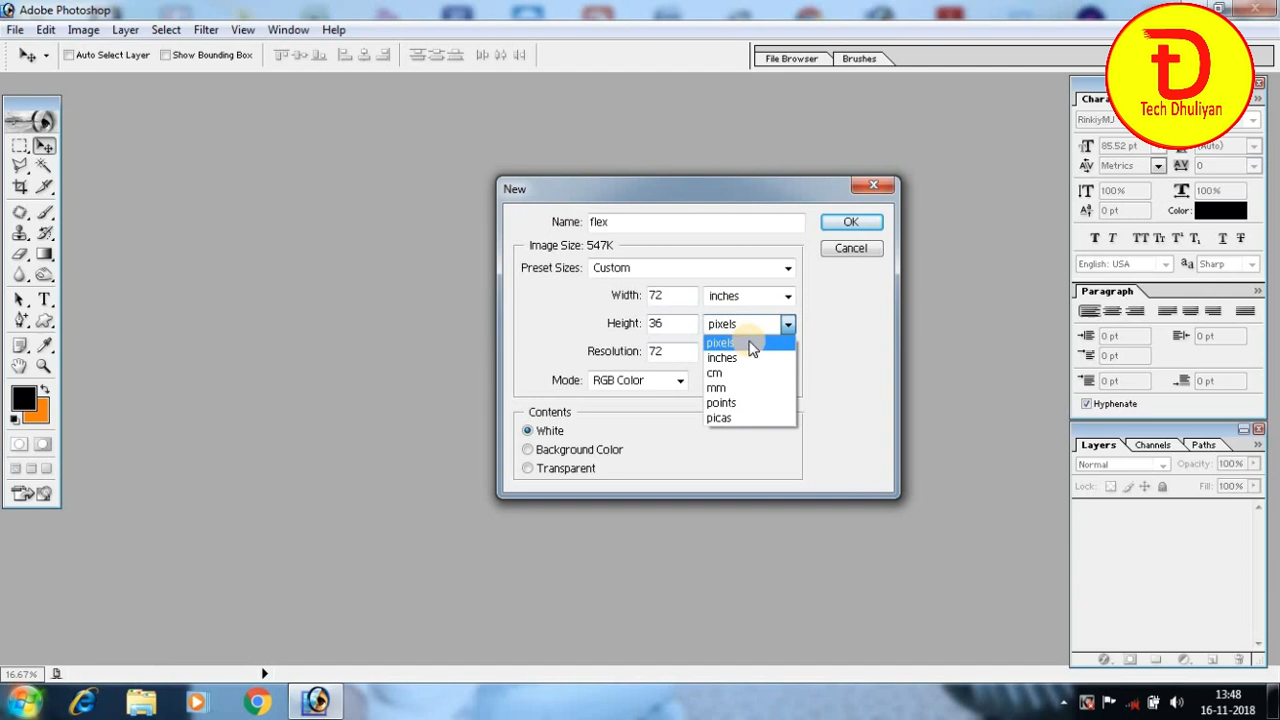 Adobe Photoshop
File Edit Image Layer Select Filter View Window Help
Auto Select Layer Show Bounding Box
File Browser Brushes
Tech Dhuliyan
RinkiyMJ
85.52 pt (Auto)
Metrics 0
100% 100%
0 pt Color:
T T TT Tr T¹ T₁ T T
English: USA aa Sharp
Paragraph
0 pt 0 pt
0 pt
0 pt 0 pt
Hyphenate
Layers Channels Paths
Normal Opacity: 100%
Lock: Fill: 100%
New
Name: flex OK
Image Size: 547K Cancel
Preset Sizes: Custom
Width: 72 inches
Height: 36 pixels
pixels
Resolution: 72 inches
cm
Mode: RGB Color mm
points
picas
Contents
White
Background Color
Transparent
16.67%
13:48
16-11-2018